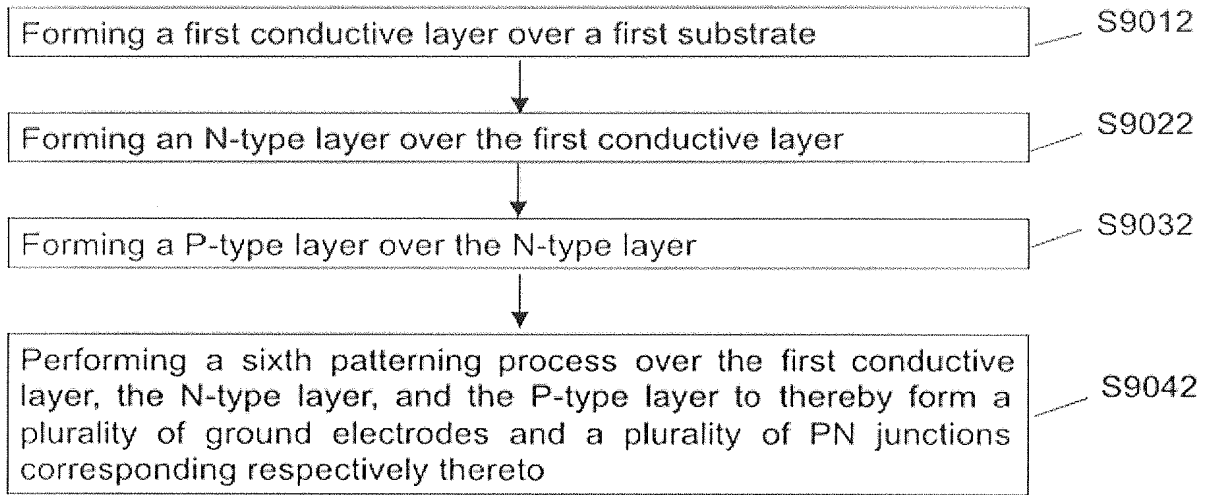 Forming a first conductive layer over a first substrate
S9012
Forming an N-type layer over the first conductive layer
S9022
Forming a P-type layer over the N-type layer
S9032
Performing a sixth patterning process over the first conductive
layer, the N-type layer, and the P-type layer to thereby form a
plurality of ground electrodes and a plurality of PN junctions
corresponding respectively thereto
S9042